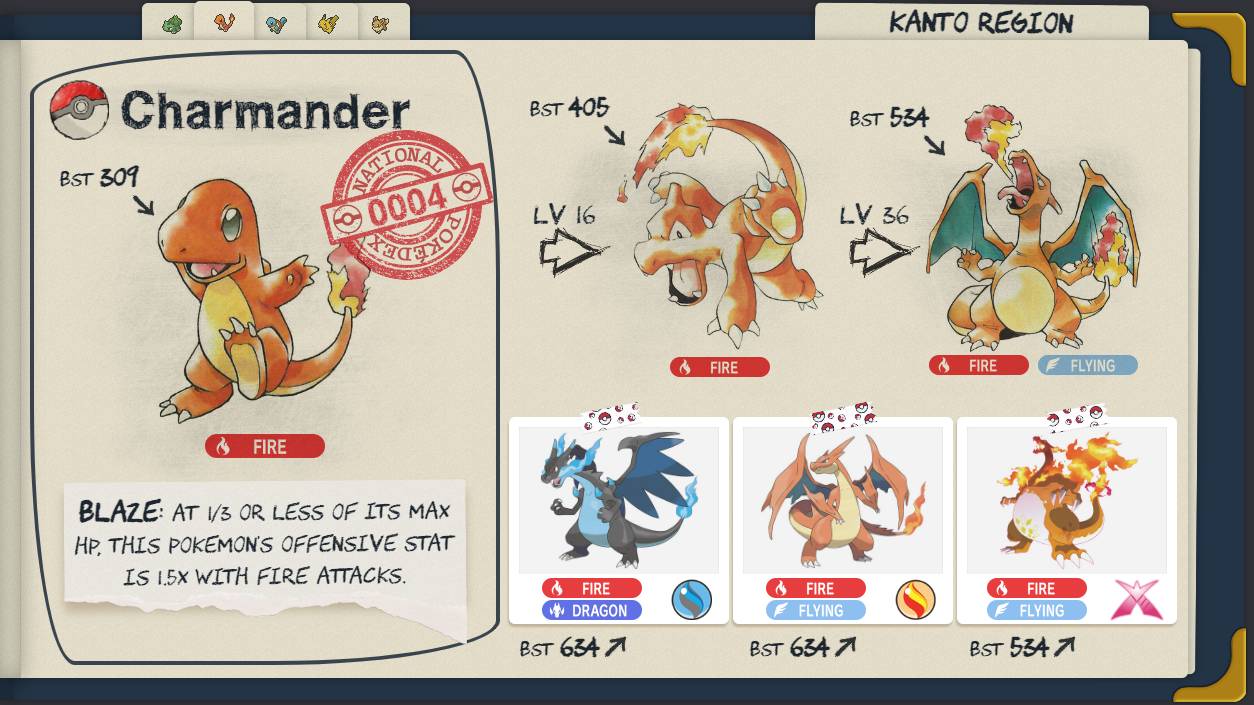 KANTO REGION
Charmander
NATIONAL
0004
POKÉDEX
BST 309
FIRE
BLAZE: AT 1/3 OR LESS OF ITS MAX
HP, THIS POKEMON'S OFFENSIVE STAT
IS 1.5X WITH FIRE ATTACKS.
BST 405
LV 16
FIRE
BST 534
LV 36
FIRE
FLYING
FIRE
DRAGON
BST 634
FIRE
FLYING
BST 634
FIRE
FLYING
BST 534